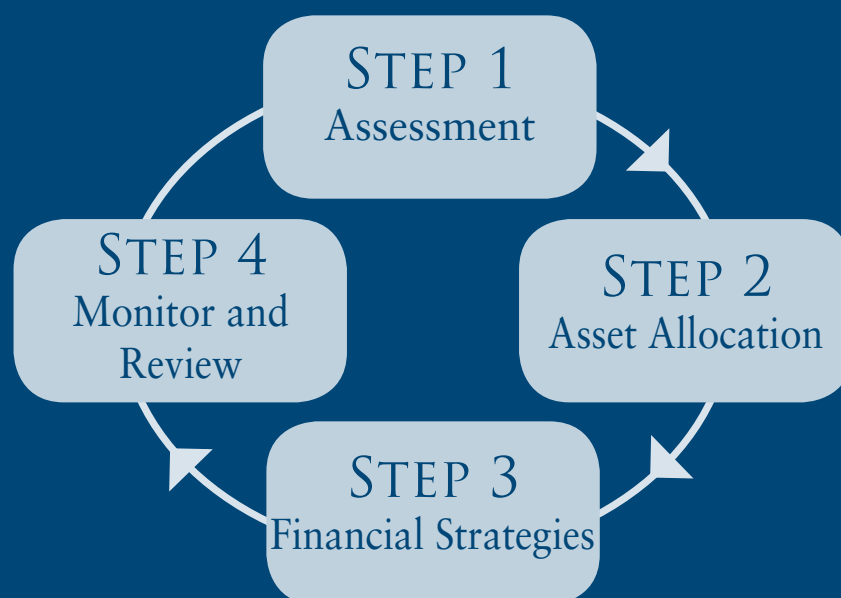 STEP 1
Assessment
STEP 2
Asset Allocation
STEP 3
Financial Strategies
STEP 4
Monitor and
Review